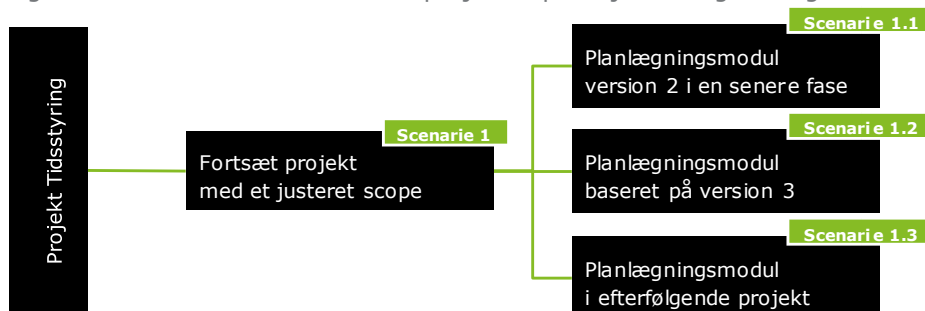 Projekt Tidsstyring
Scenarie 1
Fortsæt projekt
med et justeret scope
Scenarie 1.1
Planlægningsmodul
version 2 i en senere fase
Scenarie 1.2
Planlægningsmodul
baseret på version 3
Scenarie 1.3
Planlægningsmodul
i efterfølgende projekt